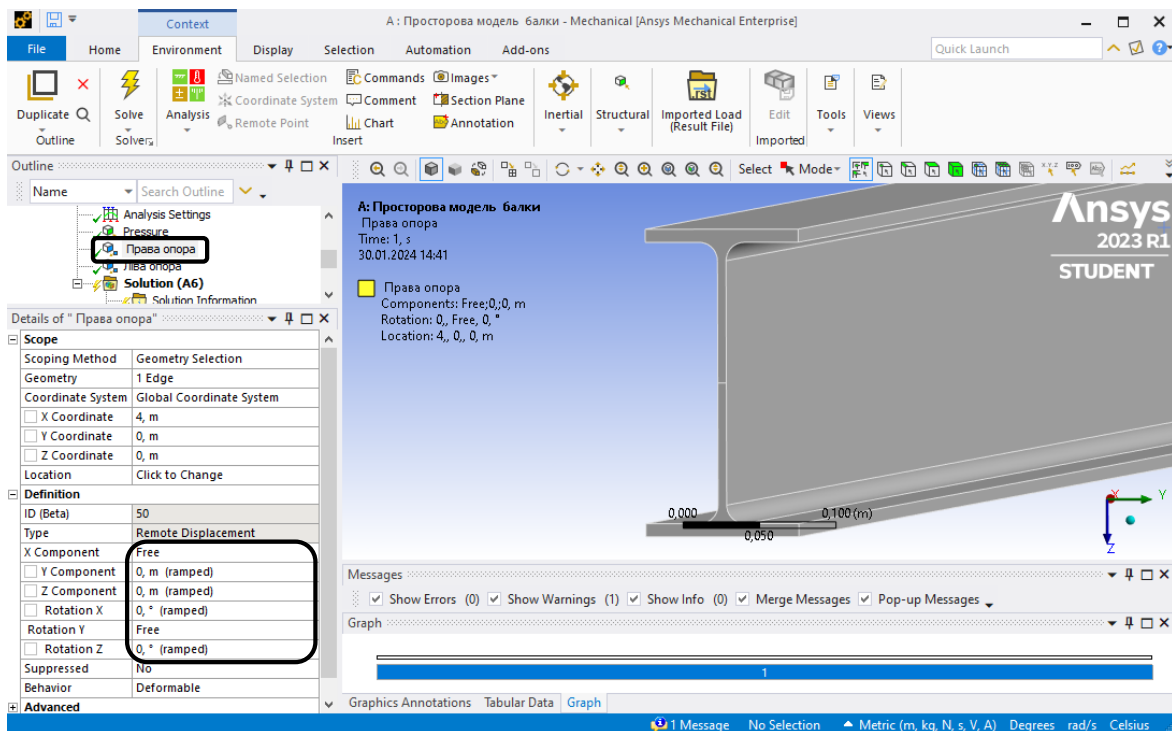 Context
A : Просторова модель балки - Mechanical [Ansys Mechanical Enterprise]
File Home Environment Display Selection Automation Add-ons Quick Launch
Duplicate
Outline
Solve
Solvers
Analysis
Named Selection
Coordinate System
Remote Point
Commands
Comment
Chart
Images
Section Plane
Annotation
Insert
Inertial
Structural
Imported Load
(Result File)
Edit
Imported
Tools
Views
Outline
Name Search Outline
Select Mode
Analysis Settings
Pressure
Права опора
Ліва опора
Solution (A6)
Solution Information
Details of " Права опора"
Scope
Scoping Method Geometry Selection
Geometry 1 Edge
Coordinate System Global Coordinate System
X Coordinate 4, m
Y Coordinate 0, m
Z Coordinate 0, m
Location Click to Change
Definition
ID (Beta) 50
Type Remote Displacement
X Component Free
Y Component 0, m (ramped)
Z Component 0, m (ramped)
Rotation X 0, ° (ramped)
Rotation Y Free
Rotation Z 0, ° (ramped)
Suppressed No
Behavior Deformable
Advanced
A: Просторова модель балки
Права опора
Time: 1, s
30.01.2024 14:41
Права опора
Components: Free;0,;0, m
Rotation: 0,, Free, 0, °
Location: 4,, 0,, 0, m
Ansys
2023 R1
STUDENT
0,000 0,100 (m)
0,050
X
Y
Z
Messages
Show Errors (0) Show Warnings (1) Show Info (0) Merge Messages Pop-up Messages
Graph
1
Graphics Annotations Tabular Data Graph
1 Message No Selection Metric (m, kg, N, s, V, A) Degrees rad/s Celsius